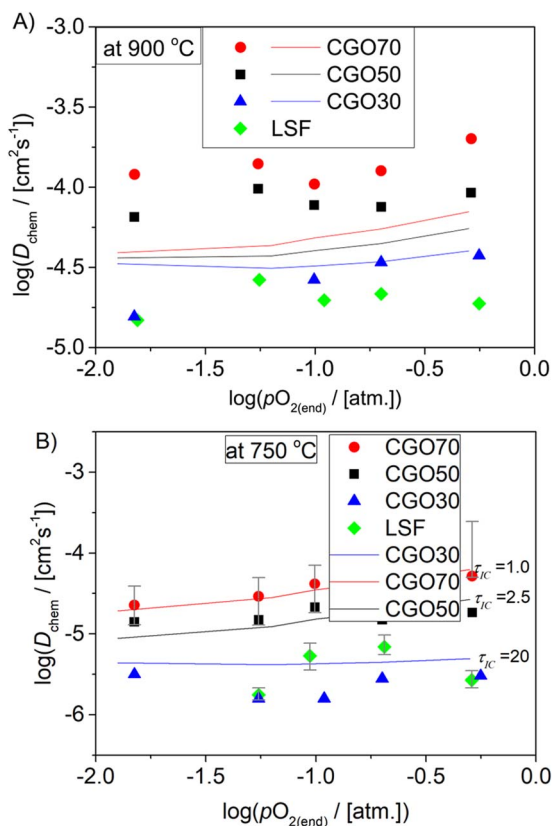 A)
at 900 °C
CGO70
CGO50
CGO30
LSF
-3.0
-3.5
-4.0
-4.5
-5.0
log(Dchem / [cm²s⁻¹]
-2.0 -1.5 -1.0 -0.5 0.0
log(pO2(end) / [atm.]
B)
at 750 °C
CGO70
CGO50
CGO30
LSF
CGO30
CGO70
CGO50
τIC =1.0
τIC =2.5
τIC =20
-3
-4
-5
-6
log(Dchem / [cm²s⁻¹]
-2.0 -1.5 -1.0 -0.5 0.0
log(pO2(end) / [atm.]